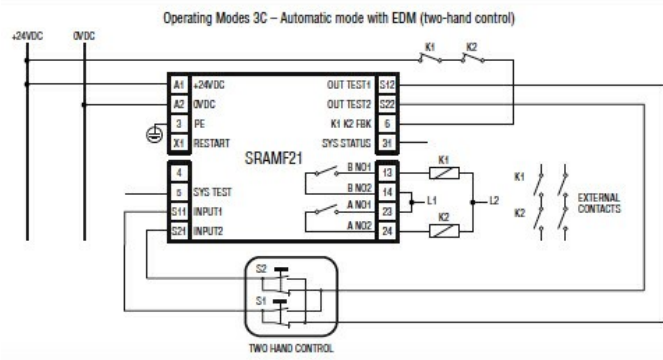 Operating Modes 3C – Automatic mode with EDM (two-hand control)
+24VDC 0VDC
K1 K2
A1 +24VDC OUT TEST1 S12
A2 0VDC OUT TEST2 S22
3 PE K1 K2 FBK 6
X1 RESTART SYS STATUS 31
SRAMF21
4 B NO1 13 K1
5 SYS TEST B NO2 14 L1 L2
S11 INPUT1 A NO1 23
S21 INPUT2 A NO2 24 K2
K1
K2
EXTERNAL
CONTACTS
S2
S1
TWO HAND CONTROL